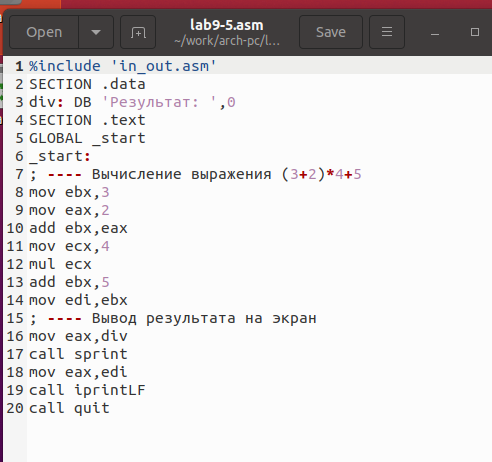 Open
lab9-5.asm
~/work/arch-pc/l...
Save
1 %include 'in_out.asm'
2 SECTION .data
3 div: DB 'Результат: ',0
4 SECTION .text
5 GLOBAL _start
6 _start:
7 ; ---- Вычисление выражения (3+2)*4+5
8 mov ebx,3
9 mov eax,2
10 add ebx,eax
11 mov ecx,4
12 mul ecx
13 add ebx,5
14 mov edi,ebx
15 ; ---- Вывод результата на экран
16 mov eax,div
17 call sprint
18 mov eax,edi
19 call iprintLF
20 call quit